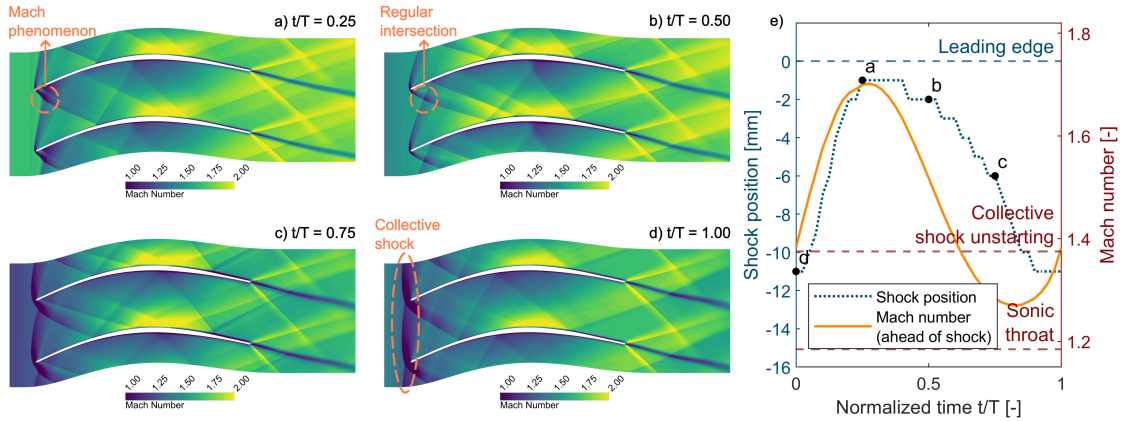 Mach
phenomenon
a) t/T = 0.25
1.00
1.25
1.50
1.75
2.00
Mach Number
Regular
intersection
b) t/T = 0.50
1.00
1.25
1.50
1.75
2.00
Mach Number
c) t/T = 0.75
1.00
1.25
1.50
1.75
2.00
Mach Number
Collective
shock
d) t/T = 1.00
1.00
1.25
1.50
1.75
2.00
Mach Number
e)
Leading edge
a
b
c
d
Collective
shock unstarting
Sonic
throat
Shock position
Mach number
(ahead of shock)
0
-2
-4
-6
-8
-10
-12
-14
-16
Shock position [mm]
0
0.5
1
Normalized time t/T [-]
1.8
1.6
1.4
1.2
Mach number [-]